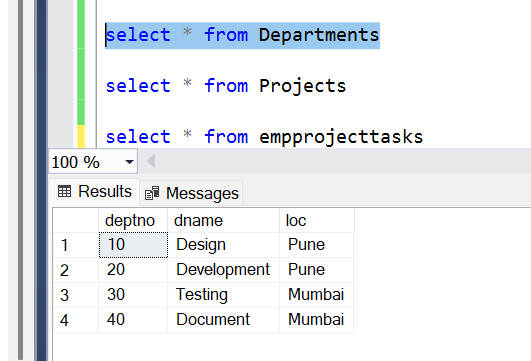 select * from Departments
select * from Projects
select * from empprojecttasks
100 %
Results Messages
deptno dname loc
1 10 Design Pune
2 20 Development Pune
3 30 Testing Mumbai
4 40 Document Mumbai